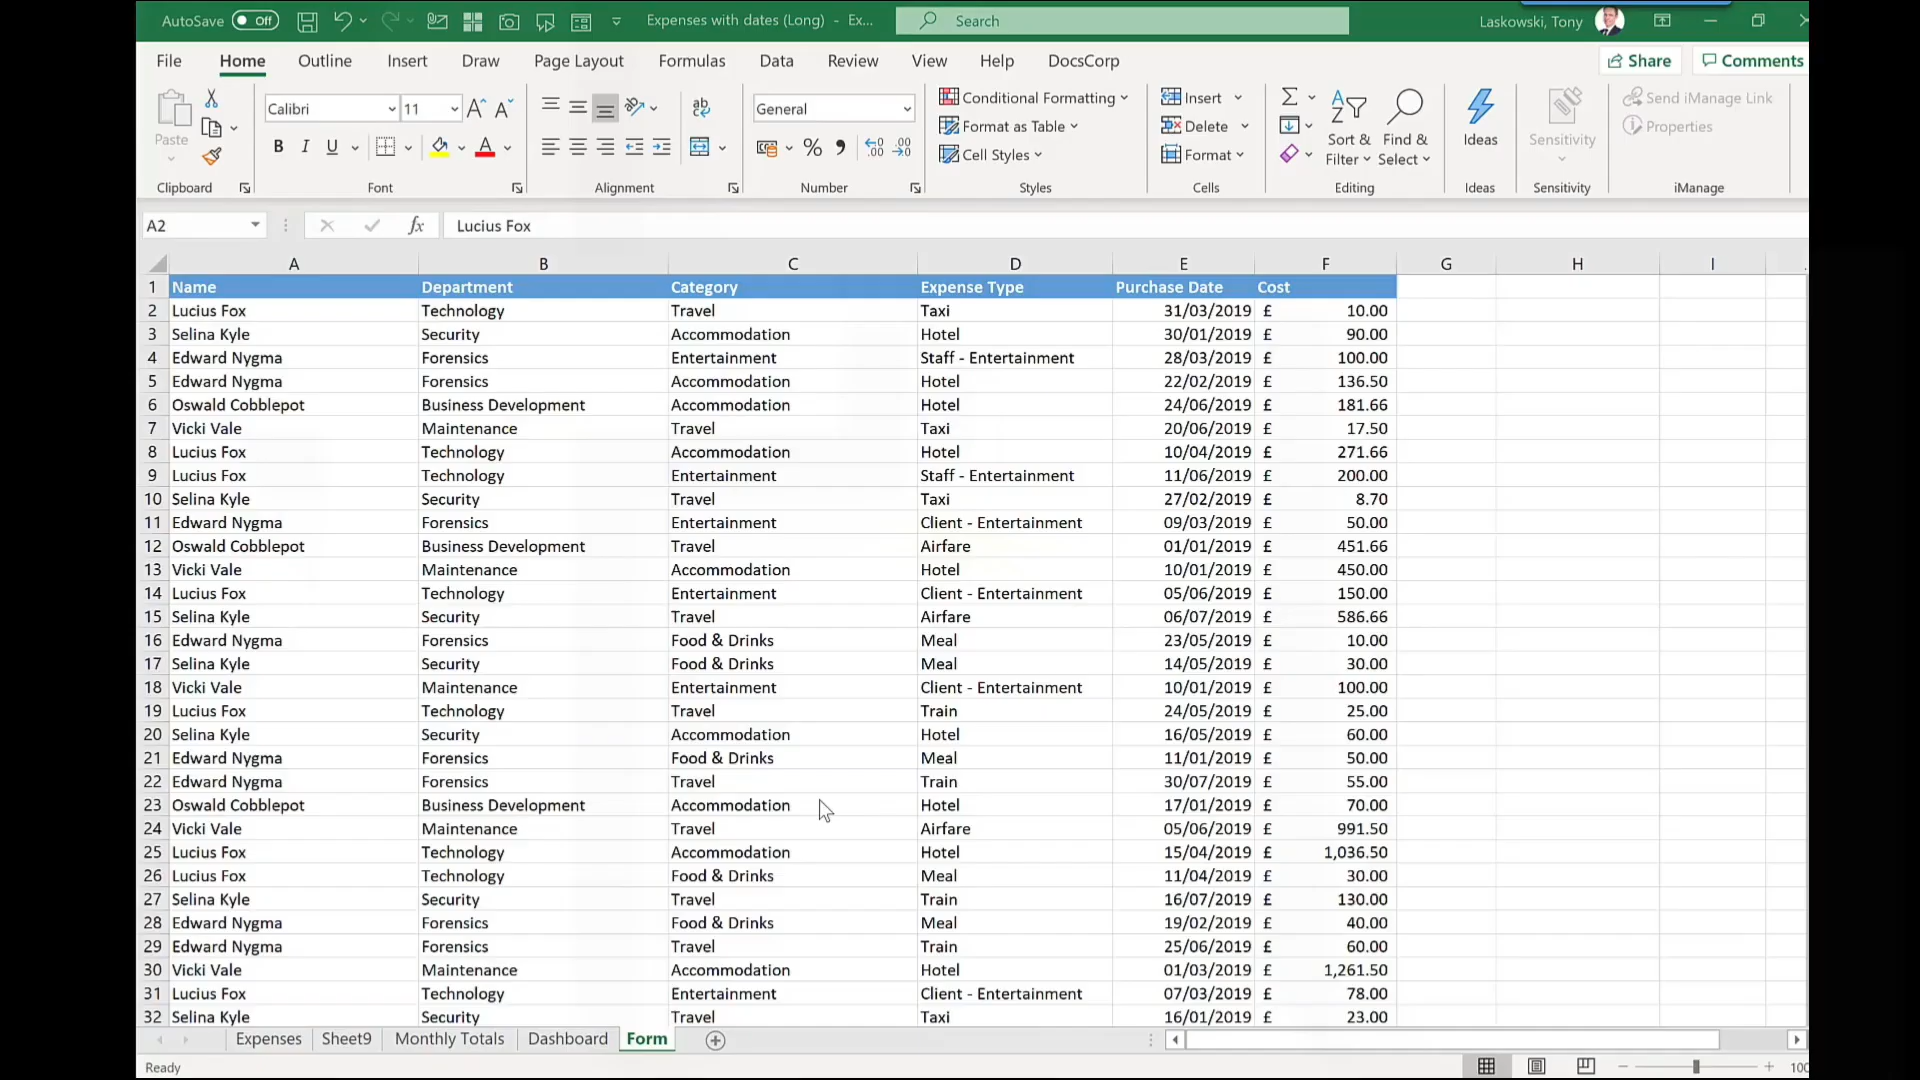 AutoSave Off Expenses with dates (Long) - Ex... Search Laskowski, Tony
File Home Outline Insert Draw Page Layout Formulas Data Review View Help DocsCorp Share Comments
Paste Calibri 11 General Conditional Formatting Insert Send iManage Link
Format as Table Delete Sort & Filter Find & Select Ideas Sensitivity Properties
B I U % Cell Styles Format
Clipboard Font Alignment Number Styles Cells Editing Ideas Sensitivity iManage
A2 fx Lucius Fox
A B C D E F G H I
1 Name Department Category Expense Type Purchase Date Cost
2 Lucius Fox Technology Travel Taxi 31/03/2019 £ 10.00
3 Selina Kyle Security Accommodation Hotel 30/01/2019 £ 90.00
4 Edward Nygma Forensics Entertainment Staff - Entertainment 28/03/2019 £ 100.00
5 Edward Nygma Forensics Accommodation Hotel 22/02/2019 £ 136.50
6 Oswald Cobblepot Business Development Accommodation Hotel 24/06/2019 £ 181.66
7 Vicki Vale Maintenance Travel Taxi 20/06/2019 £ 17.50
8 Lucius Fox Technology Accommodation Hotel 10/04/2019 £ 271.66
9 Lucius Fox Technology Entertainment Staff - Entertainment 11/06/2019 £ 200.00
10 Selina Kyle Security Travel Taxi 27/02/2019 £ 8.70
11 Edward Nygma Forensics Entertainment Client - Entertainment 09/03/2019 £ 50.00
12 Oswald Cobblepot Business Development Travel Airfare 01/01/2019 £ 451.66
13 Vicki Vale Maintenance Accommodation Hotel 10/01/2019 £ 450.00
14 Lucius Fox Technology Entertainment Client - Entertainment 05/06/2019 £ 150.00
15 Selina Kyle Security Travel Airfare 06/07/2019 £ 586.66
16 Edward Nygma Forensics Food & Drinks Meal 23/05/2019 £ 10.00
17 Selina Kyle Security Food & Drinks Meal 14/05/2019 £ 30.00
18 Vicki Vale Maintenance Entertainment Client - Entertainment 10/01/2019 £ 100.00
19 Lucius Fox Technology Travel Train 24/05/2019 £ 25.00
20 Selina Kyle Security Accommodation Hotel 16/05/2019 £ 60.00
21 Edward Nygma Forensics Food & Drinks Meal 11/01/2019 £ 50.00
22 Edward Nygma Forensics Travel Train 30/07/2019 £ 55.00
23 Oswald Cobblepot Business Development Accommodation Hotel 17/01/2019 £ 70.00
24 Vicki Vale Maintenance Travel Airfare 05/06/2019 £ 991.50
25 Lucius Fox Technology Accommodation Hotel 15/04/2019 £ 1,036.50
26 Lucius Fox Technology Food & Drinks Meal 11/04/2019 £ 30.00
27 Selina Kyle Security Travel Train 16/07/2019 £ 130.00
28 Edward Nygma Forensics Food & Drinks Meal 19/02/2019 £ 40.00
29 Edward Nygma Forensics Travel Train 25/06/2019 £ 60.00
30 Vicki Vale Maintenance Accommodation Hotel 01/03/2019 £ 1,261.50
31 Lucius Fox Technology Entertainment Client - Entertainment 07/03/2019 £ 78.00
32 Selina Kyle Security Travel Taxi 16/01/2019 £ 23.00
Expenses Sheet9 Monthly Totals Dashboard Form
Ready 100